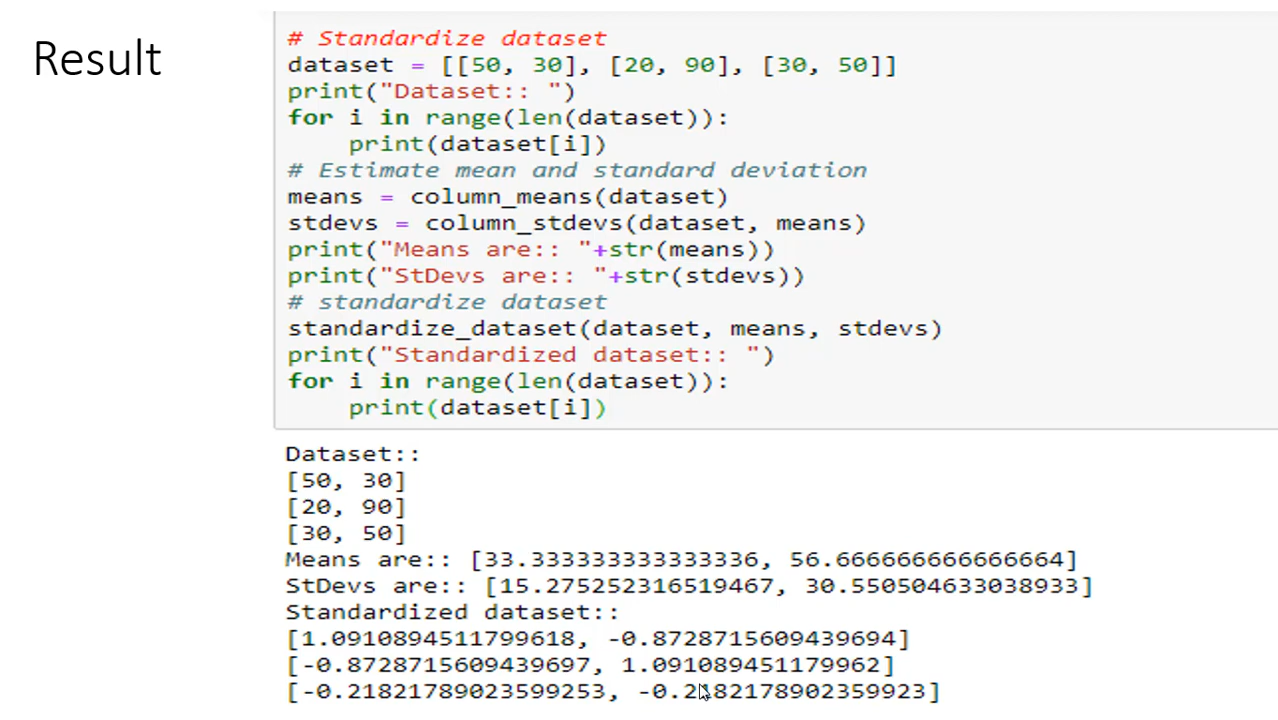 Result
# Standardize dataset
dataset = [[50, 30], [20, 90], [30, 50]]
print("Dataset:: ")
for i in range(len(dataset)):
    print(dataset[i])
# Estimate mean and standard deviation
means = column_means(dataset)
stdevs = column_stdevs(dataset, means)
print("Means are:: "+str(means))
print("StDevs are:: "+str(stdevs))
# standardize dataset
standardize_dataset(dataset, means, stdevs)
print("Standardized dataset:: ")
for i in range(len(dataset)):
    print(dataset[i])
Dataset::
[50, 30]
[20, 90]
[30, 50]
Means are:: [33.333333333333336, 56.666666666666664]
StDevs are:: [15.275252316519467, 30.550504633038933]
Standardized dataset::
[1.0910894511799618, -0.8728715609439694]
[-0.8728715609439697, 1.091089451179962]
[-0.21821789023599253, -0.2182178902359923]